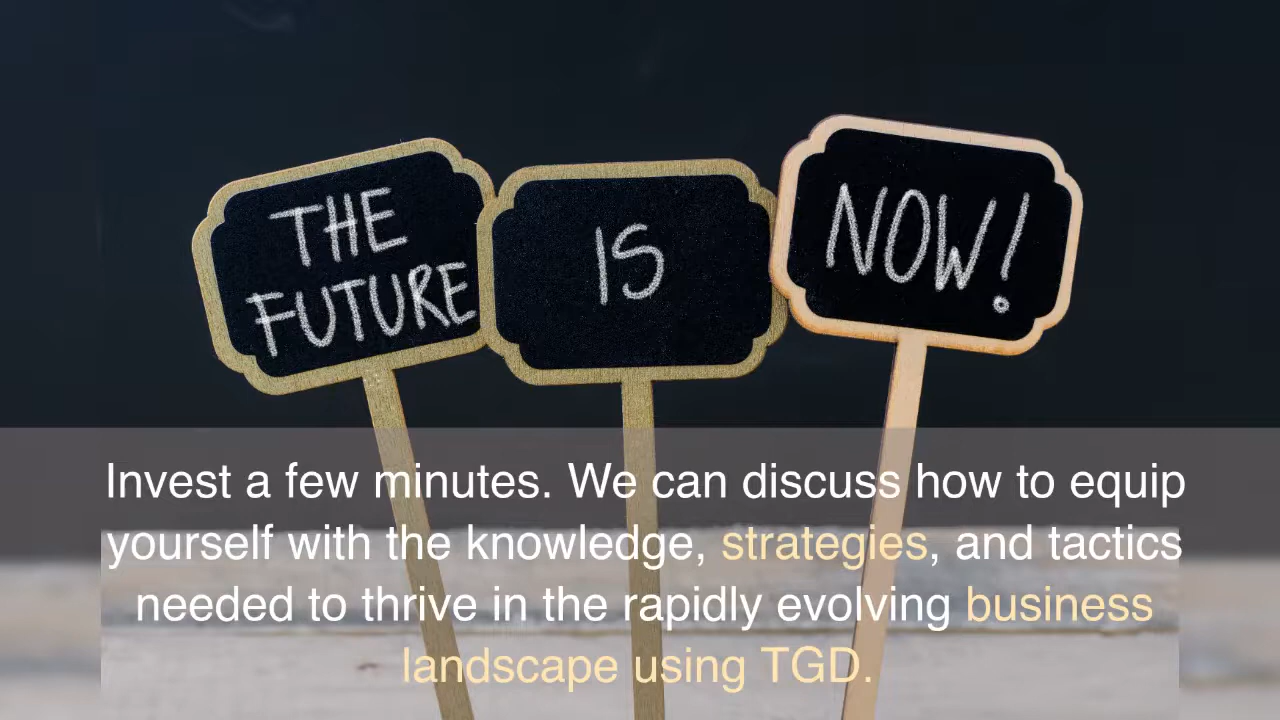 THE
FUTURE
IS
NOW!
Invest a few minutes. We can discuss how to equip
yourself with the knowledge, strategies, and tactics
needed to thrive in the rapidly evolving business
landscape using TGD.